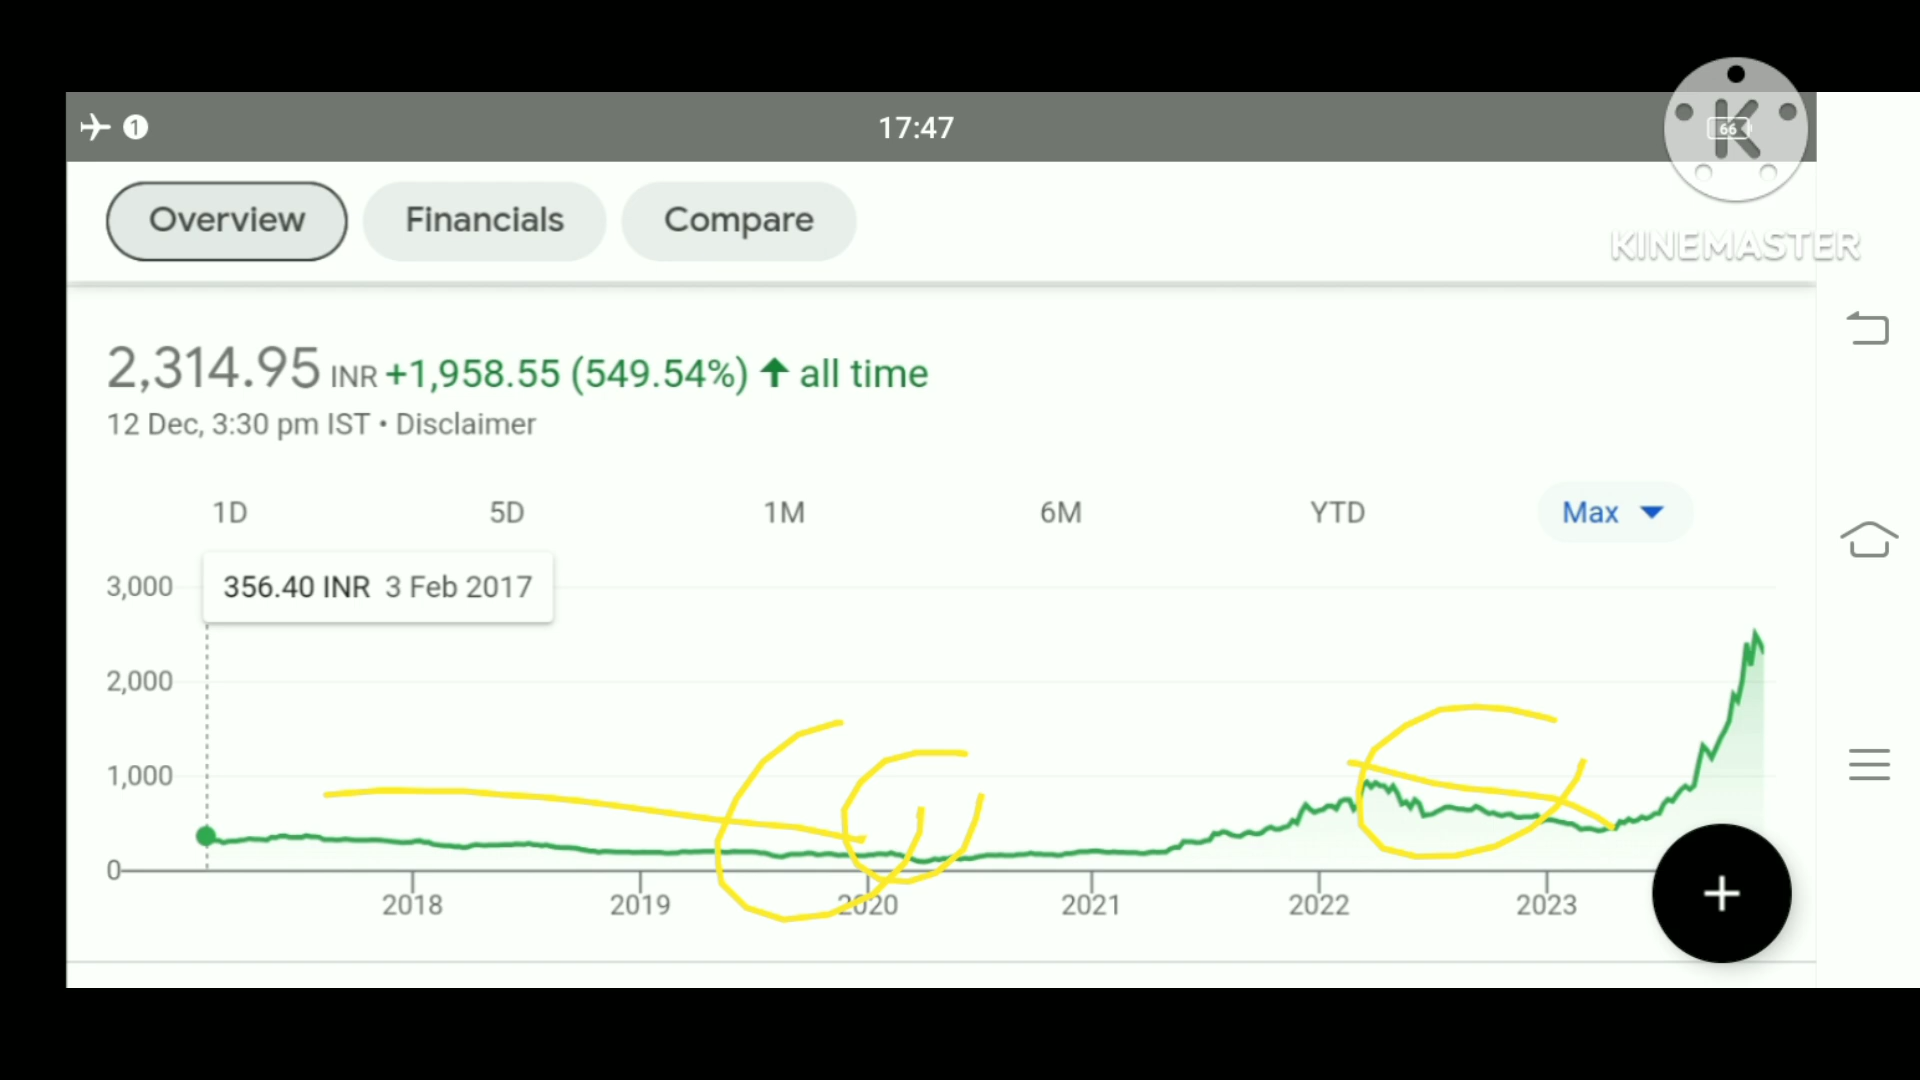 1 17:47 66
K
KINEMASTER
Overview Financials Compare
2,314.95 INR +1,958.55 (549.54%) ↑ all time
12 Dec, 3:30 pm IST • Disclaimer
1D 5D 1M 6M YTD Max
356.40 INR 3 Feb 2017
3,000
2,000
1,000
0
2018 2019 2020 2021 2022 2023
+